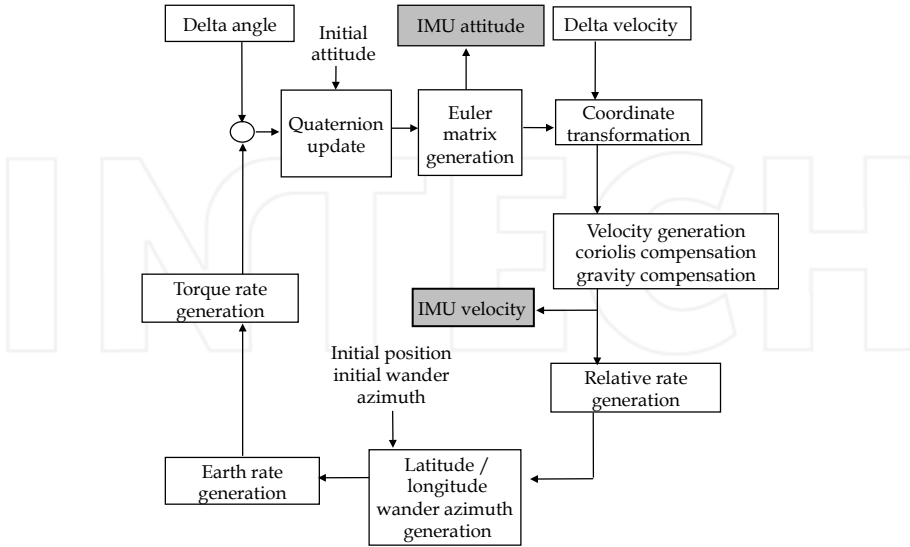 Delta angle
Initial
attitude
IMU attitude
Delta velocity
Quaternion
update
Euler
matrix
generation
Coordinate
transformation
Velocity generation
coriolis compensation
gravity compensation
Torque rate
generation
IMU velocity
Initial position
initial wander
azimuth
Relative rate
generation
Earth rate
generation
Latitude /
longitude
wander azimuth
generation
INTECH